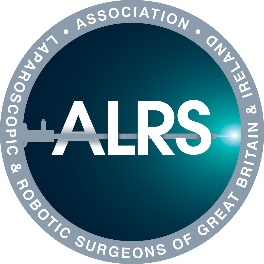 ASSOCIATION • LAPAROSCOPIC & ROBOTIC SURGEONS OF GREAT BRITAIN & IRELAND •
ALRS